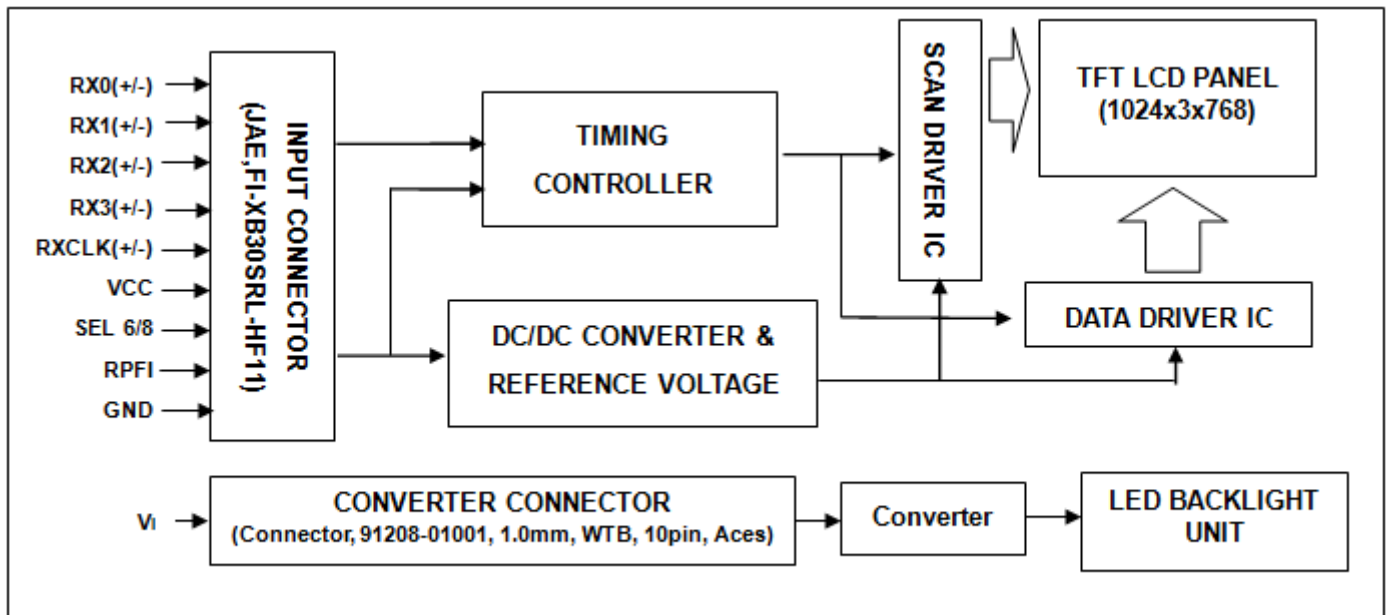 RX0(+/-)
RX1(+/-)
RX2(+/-)
RX3(+/-)
RXCLK(+/-)
VCC
SEL 6/8
RPFI
GND
INPUT CONNECTOR
(JAE,FI-XB30SRL-HF11)
TIMING
CONTROLLER
DC/DC CONVERTER &
REFERENCE VOLTAGE
SCAN DRIVER IC
TFT LCD PANEL
(1024x3x768)
DATA DRIVER IC
VI
CONVERTER CONNECTOR
(Connector, 91208-01001, 1.0mm, WTB, 10pin, Aces)
Converter
LED BACKLIGHT
UNIT